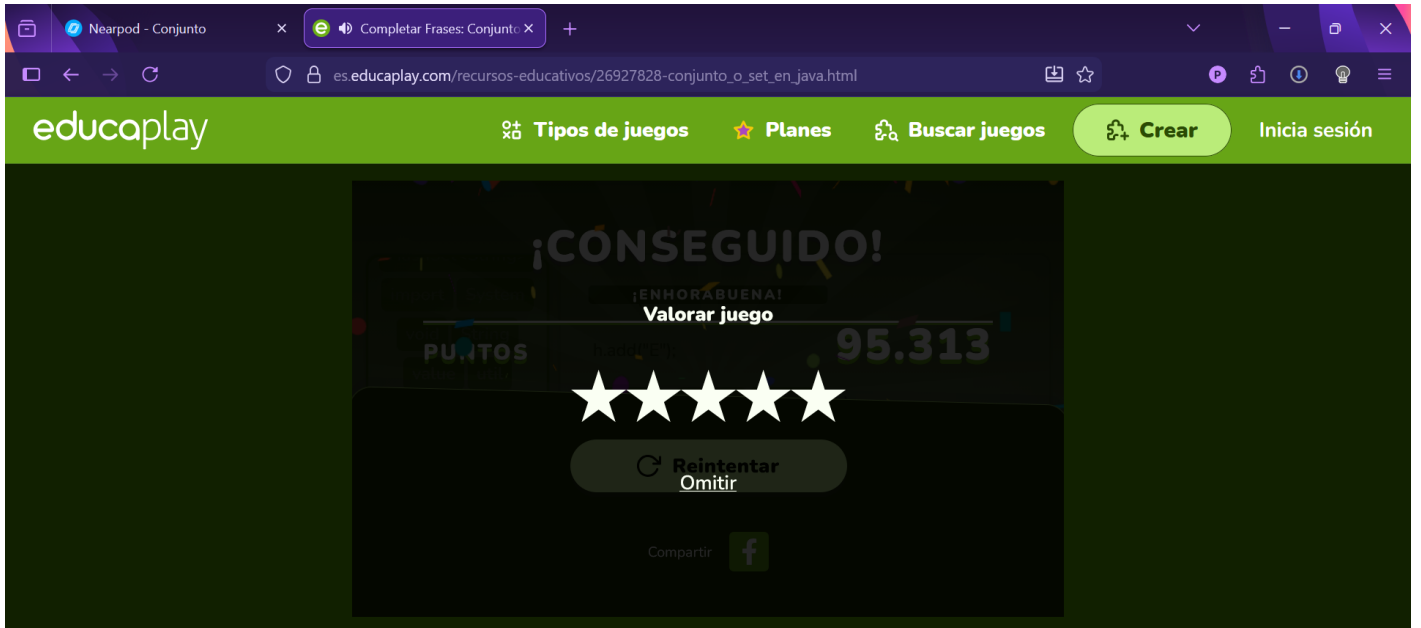 Nearpod - Conjunto
Completar Frases: Conjunto
es.educaplay.com/recursos-educativos/26927828-conjunto_o_set_en_java.html
P
educaplay
Tipos de juegos
Planes
Buscar juegos
Crear
Inicia sesión
¡CONSEGUIDO!
¡ENHORABUENA!
Valorar juego
PUNTOS
95.313
Reintentar
Omitir
Compartir